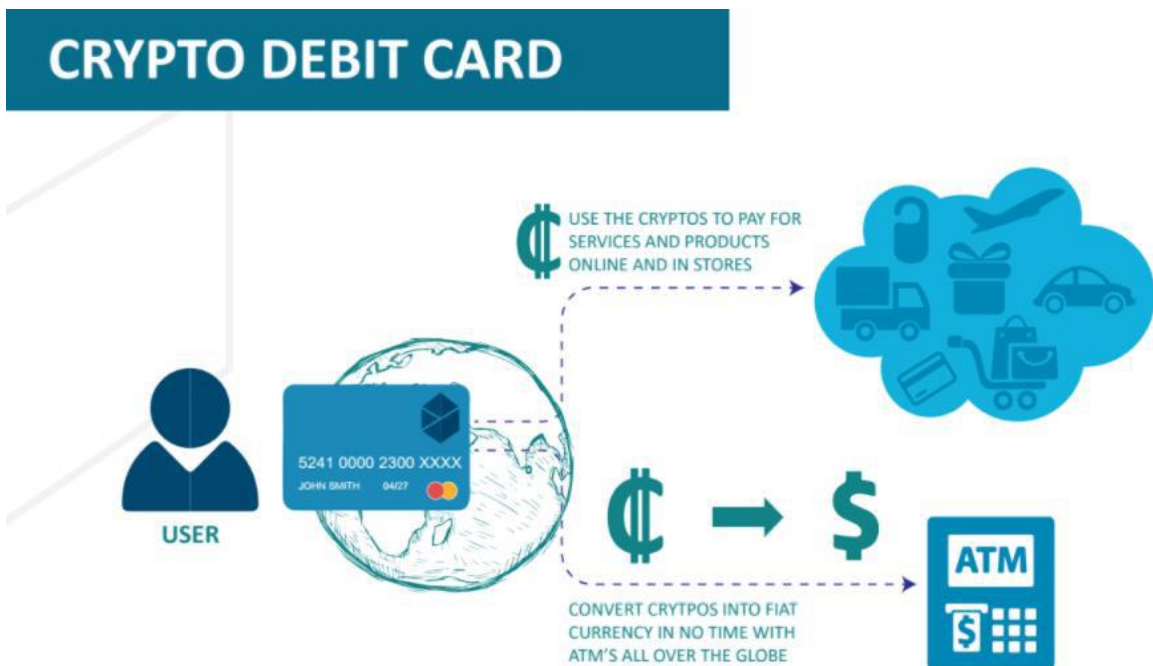 CRYPTO DEBIT CARD
USE THE CRYPTOS TO PAY FOR
SERVICES AND PRODUCTS
ONLINE AND IN STORES
5241 0000 2300 XXXX
JOHN SMITH 04/27
USER
₵ → $
ATM
$
CONVERT CRYTPOS INTO FIAT
CURRENCY IN NO TIME WITH
ATM'S ALL OVER THE GLOBE